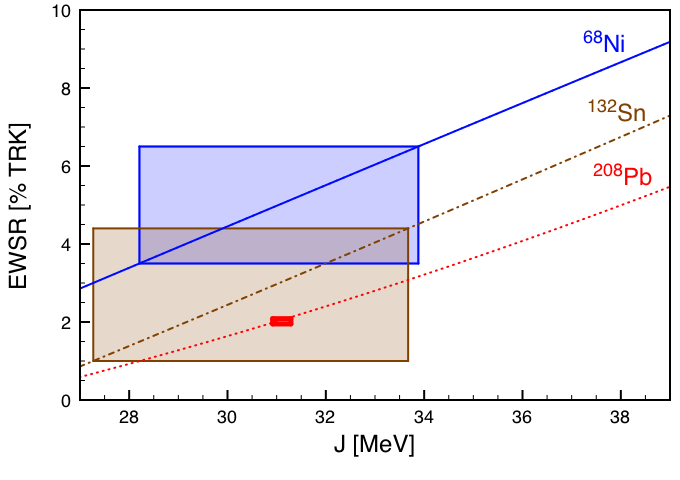 10
8
6
4
2
0
EWSR [% TRK]
⁶⁸Ni
¹³²Sn
²⁰⁸Pb
28 30 32 34 36 38
J [MeV]